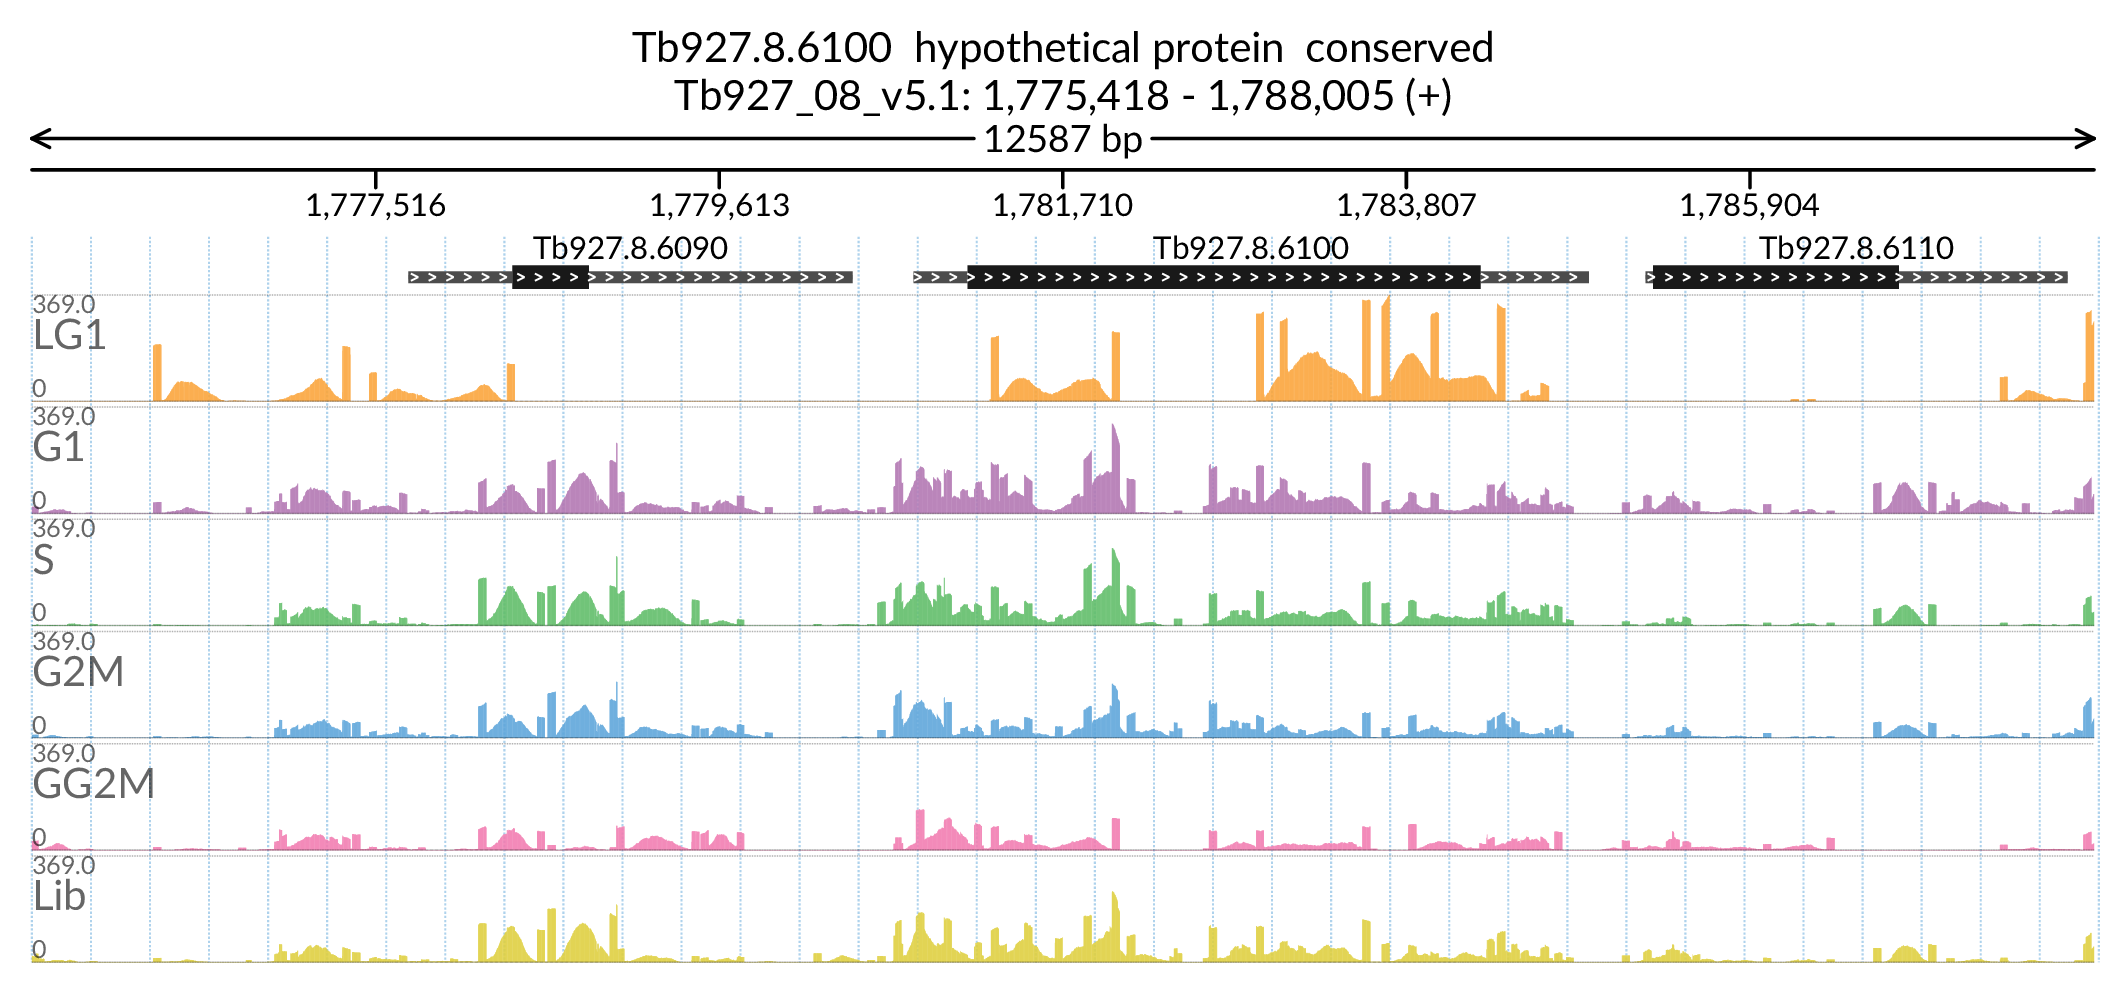 Tb927.8.6100 hypothetical protein conserved
Tb927_08_v5.1: 1,775,418 - 1,788,005 (+)
12587 bp
1,777,516 1,779,613 1,781,710 1,783,807 1,785,904
Tb927.8.6090 Tb927.8.6100 Tb927.8.6110
369.0
LG1
0
369.0
G1
0
369.0
S
0
369.0
G2M
0
369.0
GG2M
0
369.0
Lib
0